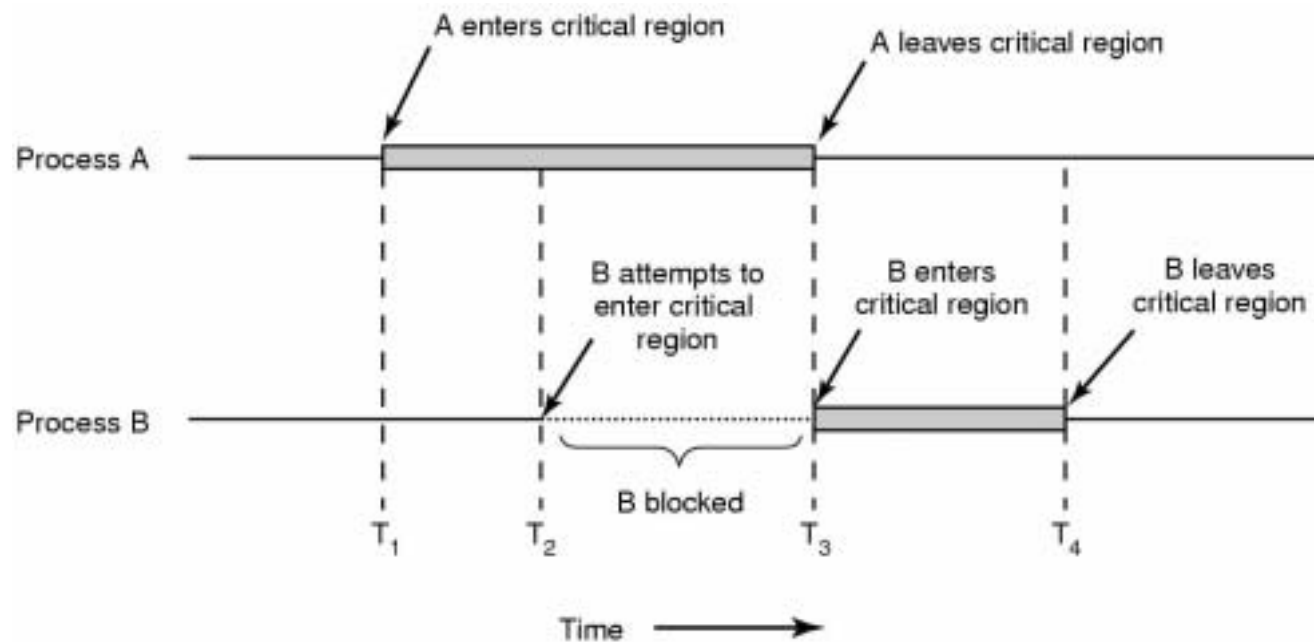 A enters critical region
A leaves critical region
Process A
B attempts to
enter critical
region
B enters
critical region
B leaves
critical region
Process B
B blocked
T1
T2
T3
T4
Time